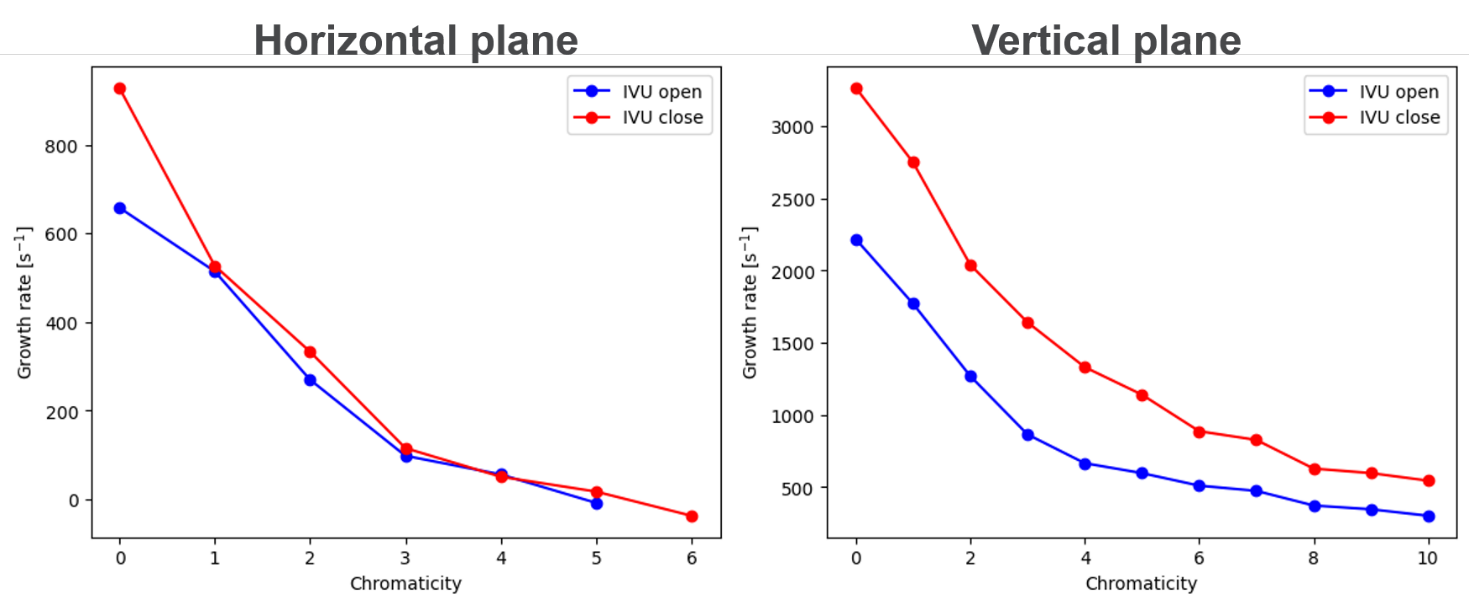 Horizontal plane
Vertical plane
IVU open
IVU close
800
600
400
200
0
Growth rate [s⁻¹]
0 1 2 3 4 5 6
Chromaticity
IVU open
IVU close
3000
2500
2000
1500
1000
500
Growth rate [s⁻¹]
0 2 4 6 8 10
Chromaticity